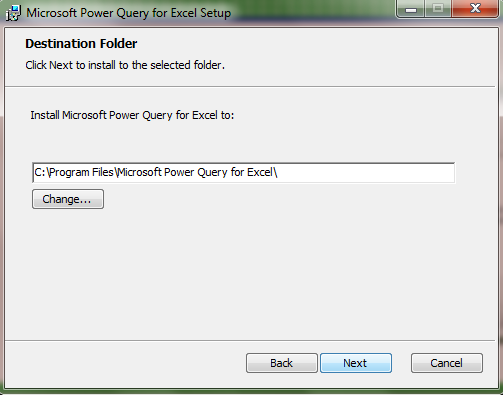 Microsoft Power Query for Excel Setup
Destination Folder
Click Next to install to the selected folder.
Install Microsoft Power Query for Excel to:
C:\Program Files\Microsoft Power Query for Excel\
Change...
Back Next Cancel